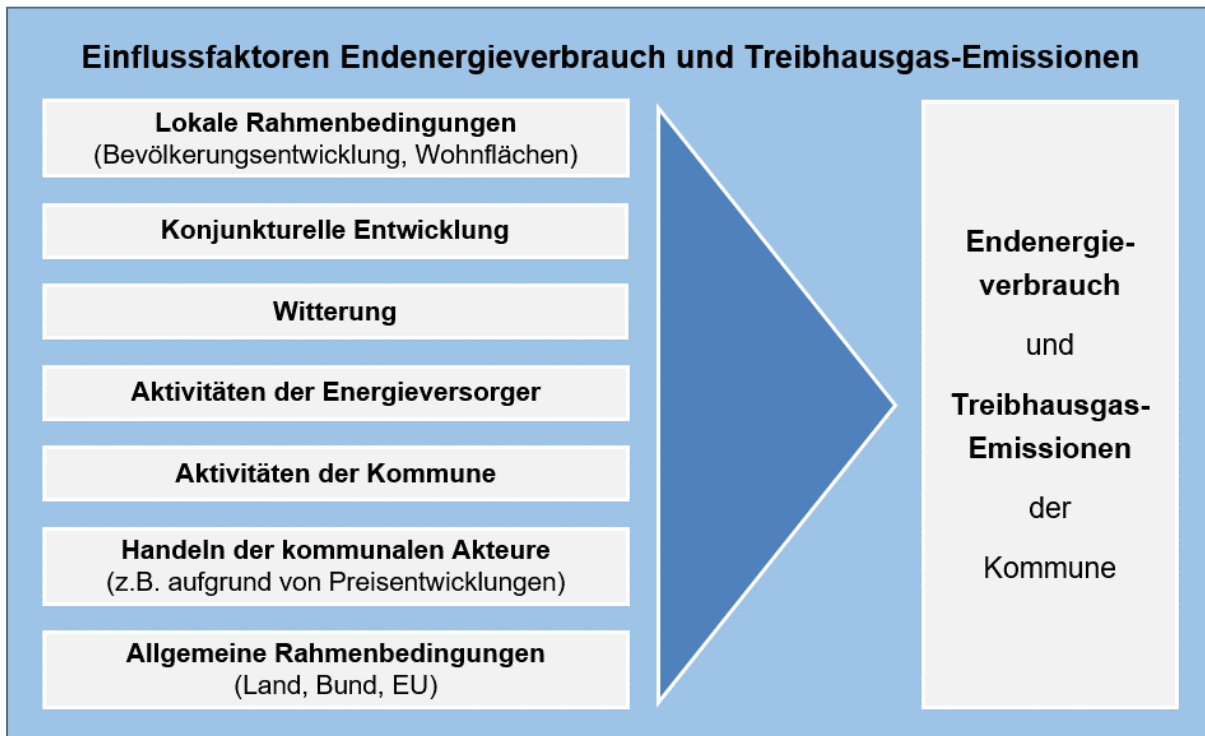 Einflussfaktoren Endenergieverbrauch und Treibhausgas-Emissionen
Lokale Rahmenbedingungen
(Bevölkerungsentwicklung, Wohnflächen)
Konjunkturelle Entwicklung
Witterung
Aktivitäten der Energieversorger
Aktivitäten der Kommune
Handeln der kommunalen Akteure
(z.B. aufgrund von Preisentwicklungen)
Allgemeine Rahmenbedingungen
(Land, Bund, EU)
Endenergie-
verbrauch
und
Treibhausgas-
Emissionen
der
Kommune